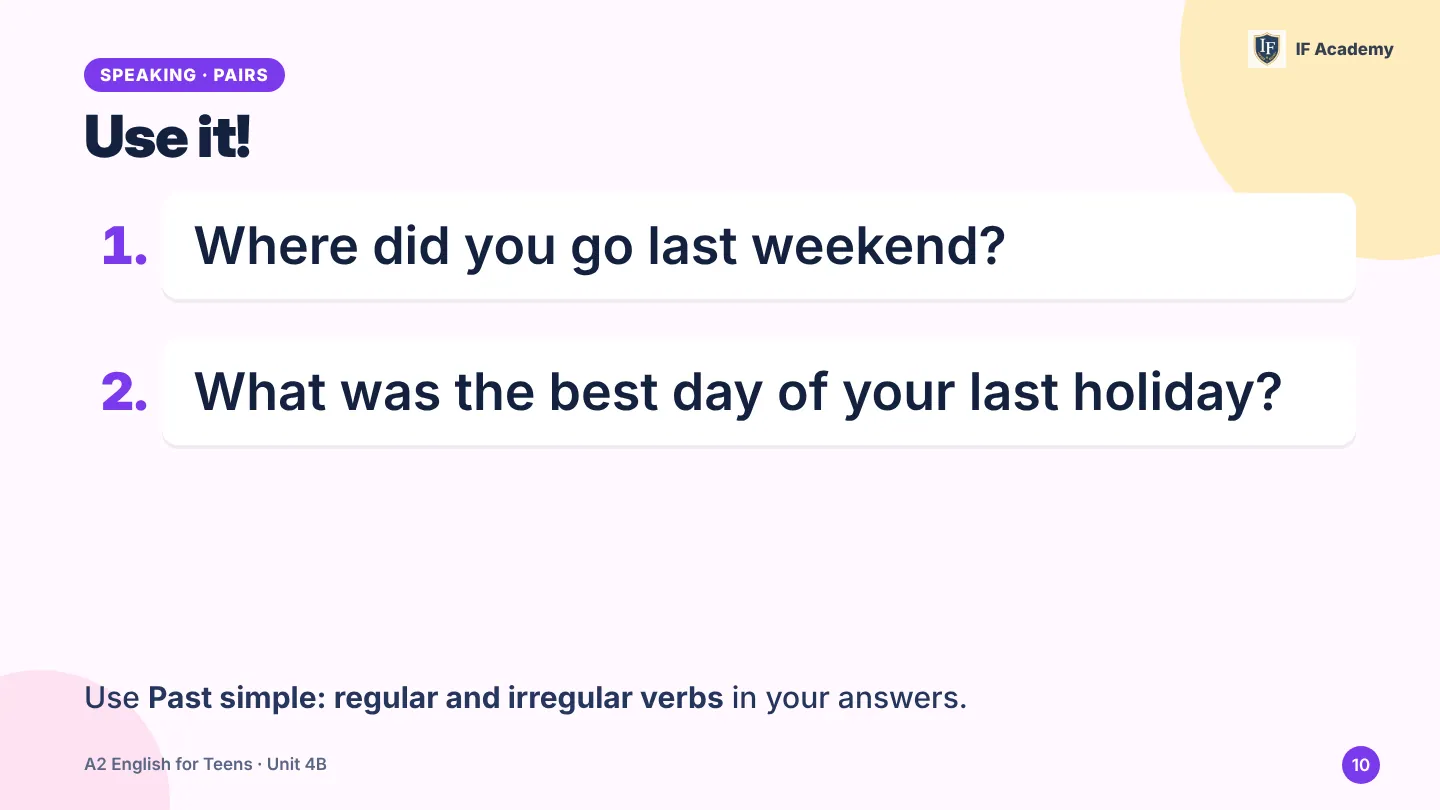 IF
IF Academy
SPEAKING · PAIRS
Use it!
1. Where did you go last weekend?
2. What was the best day of your last holiday?
Use Past simple: regular and irregular verbs in your answers.
A2 English for Teens · Unit 4B
10